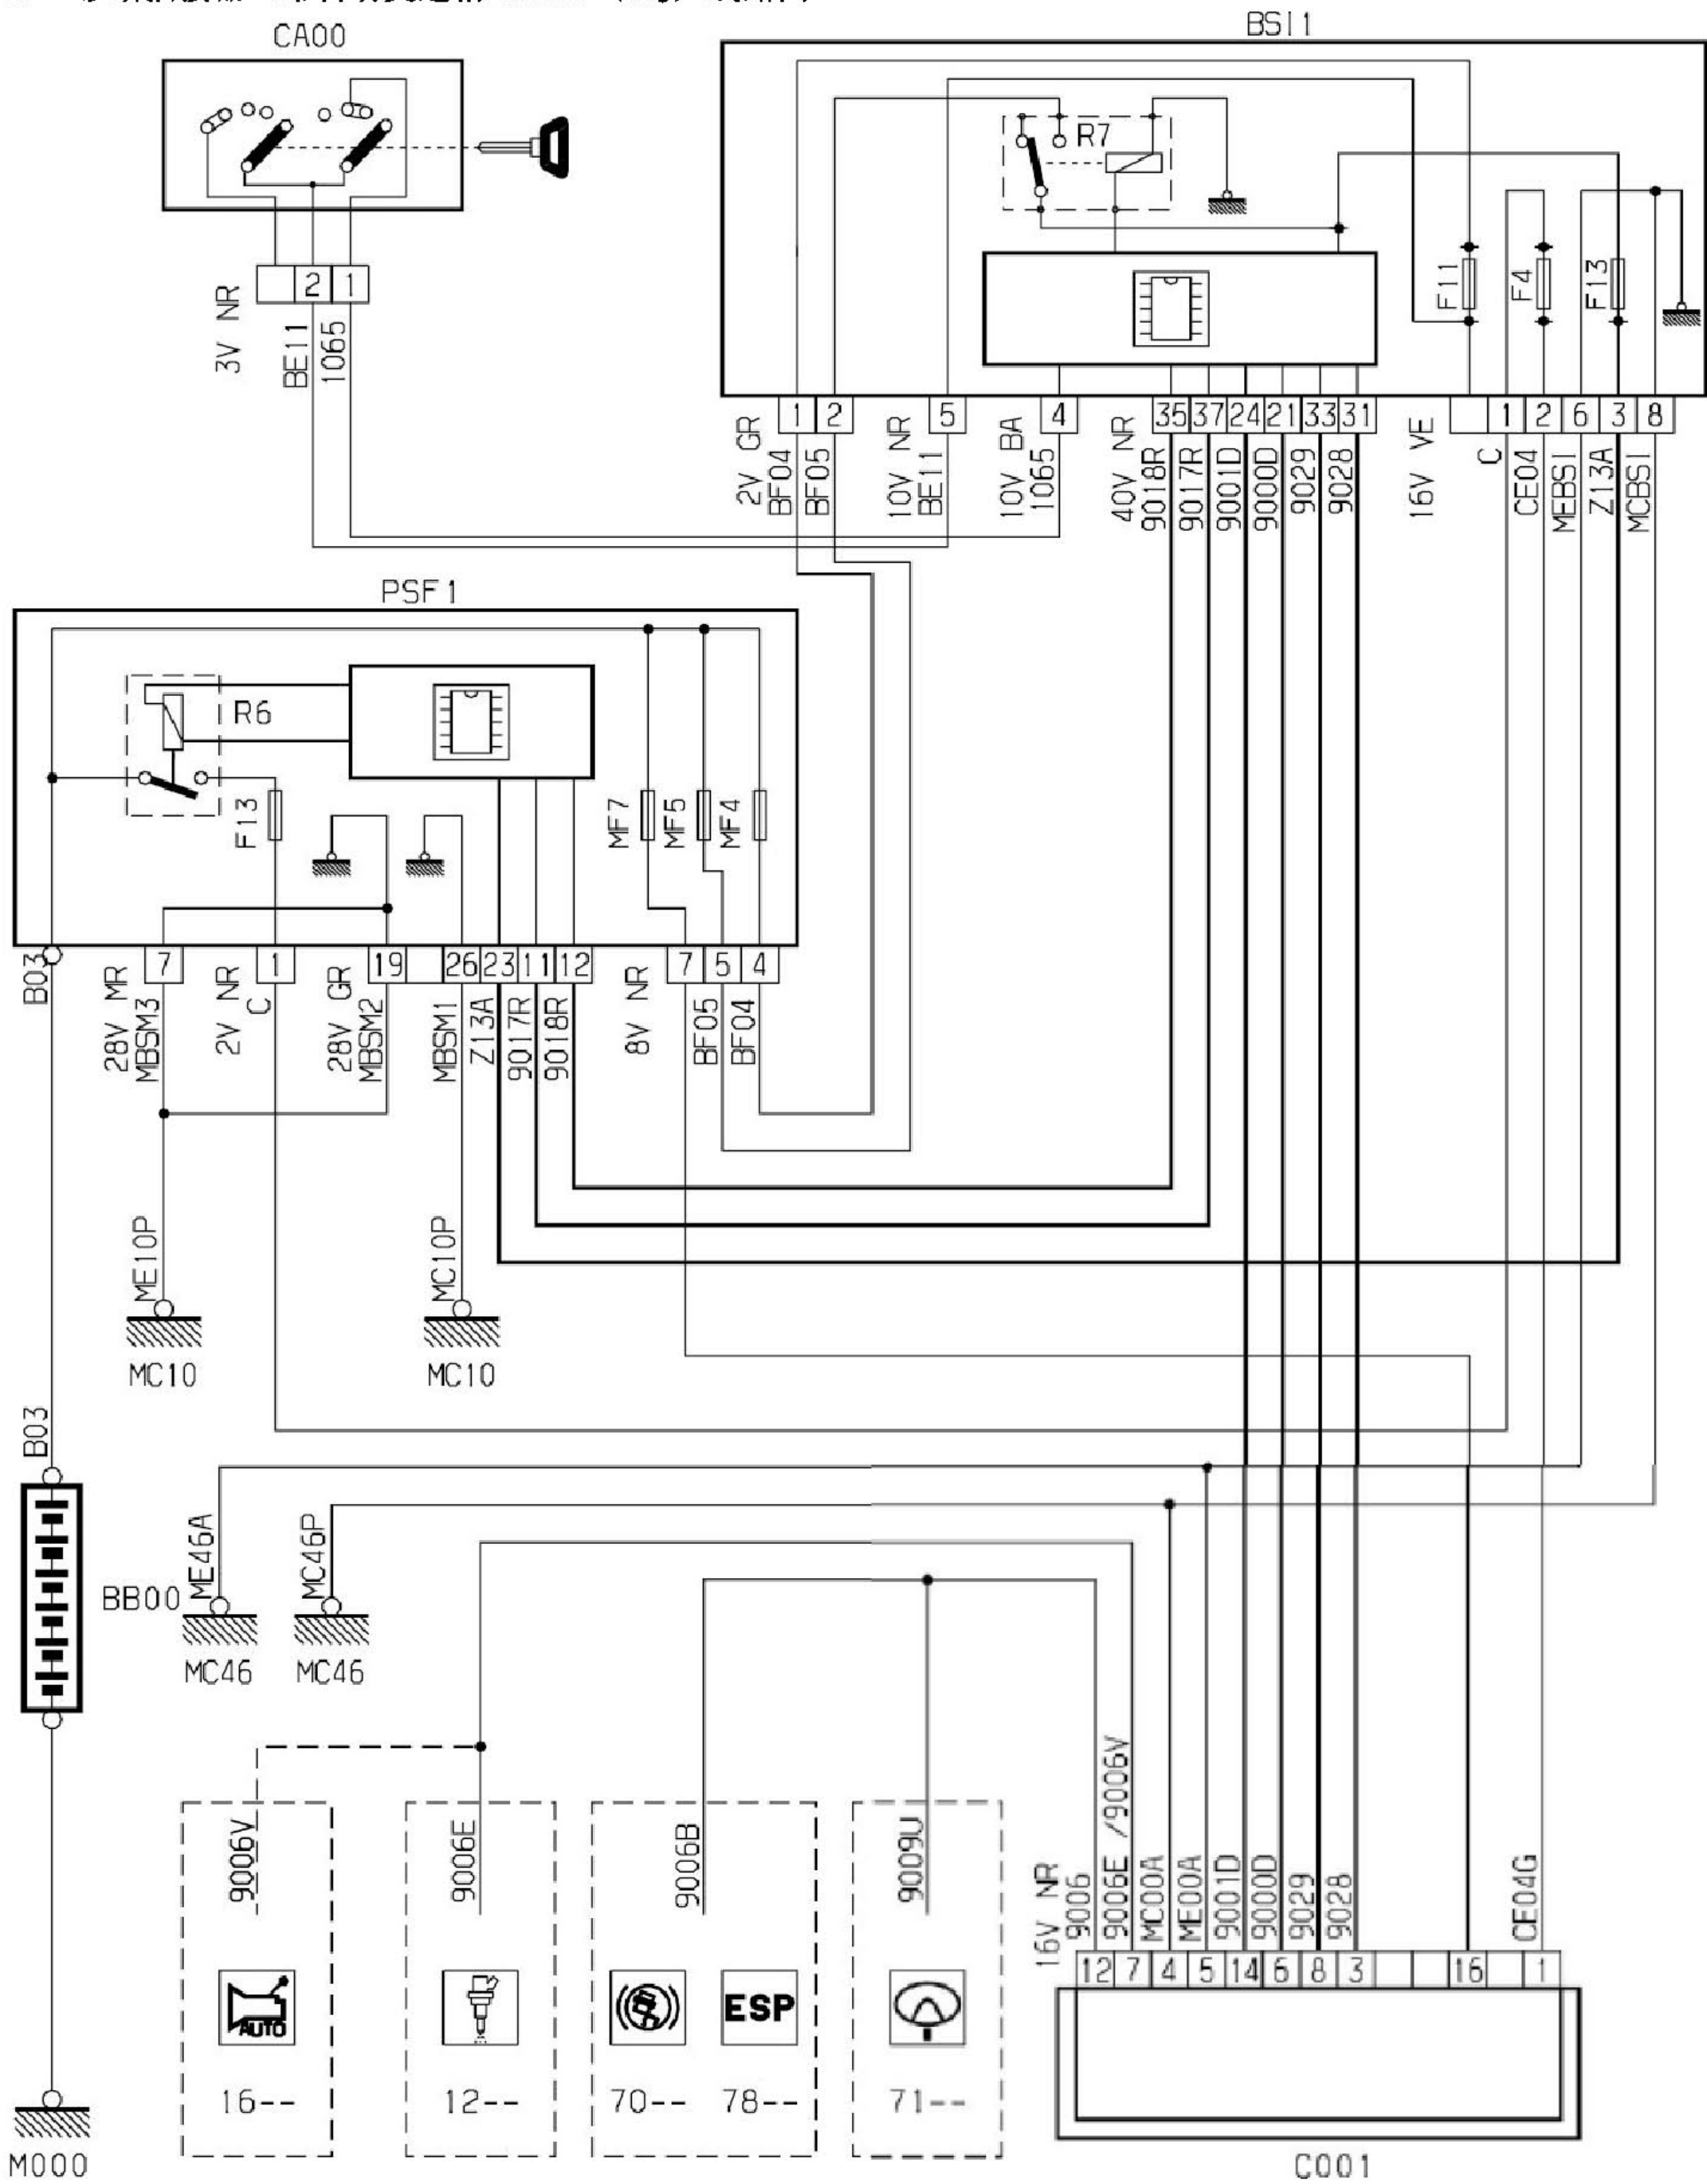 CA00
BSI1
R7
F11
F4
F13
2 1
3V NR
BE11
1065
1 2 5 4 35 37 24 21 33 31 1 2 6 3 8
2V GR
BF04
BF05
10V NR
BE11
10V BA
1065
40V NR
9018R
9017R
9001D
9000D
9029
9028
16V VE
C
CE04
MEBSI
Z13A
MCBSI
PSF1
R6
F13
MF7
MF5
MF4
B03
7 1 19 26 23 11 12 7 5 4
28V MR
MBSM3
2V NR
C
28V GR
MBSM2
MBSM1
Z13A
9017R
9018R
8V NR
BF05
BF04
ME10P
MC10P
MC10
MC10
B03
BB00
ME46A
MC46P
MC46
MC46
9006V
9006E
9006B
9009U
16V NR
9006
9006E /9006V
MC00A
ME00A
9001D
9000D
9029
9028
CE04G
12 7 4 5 14 6 8 3 16 1
AUTO
ESP
16--
12--
70--
78--
71--
M000
C001